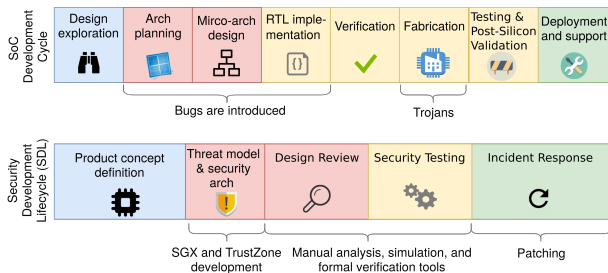 SoC
Development
Cycle
Design
exploration
Arch
planning
Mirco-arch
design
RTL imple-
mentation
{}
Verification
Fabrication
Testing &
Post-Silicon
Validation
Deployment
and support
Bugs are introduced
Trojans
Security
Development
Lifecycle (SDL)
Product concept
definition
Threat model
& security
arch
Design Review
Security Testing
Incident Response
SGX and TrustZone
development
Manual analysis, simulation, and
formal verification tools
Patching